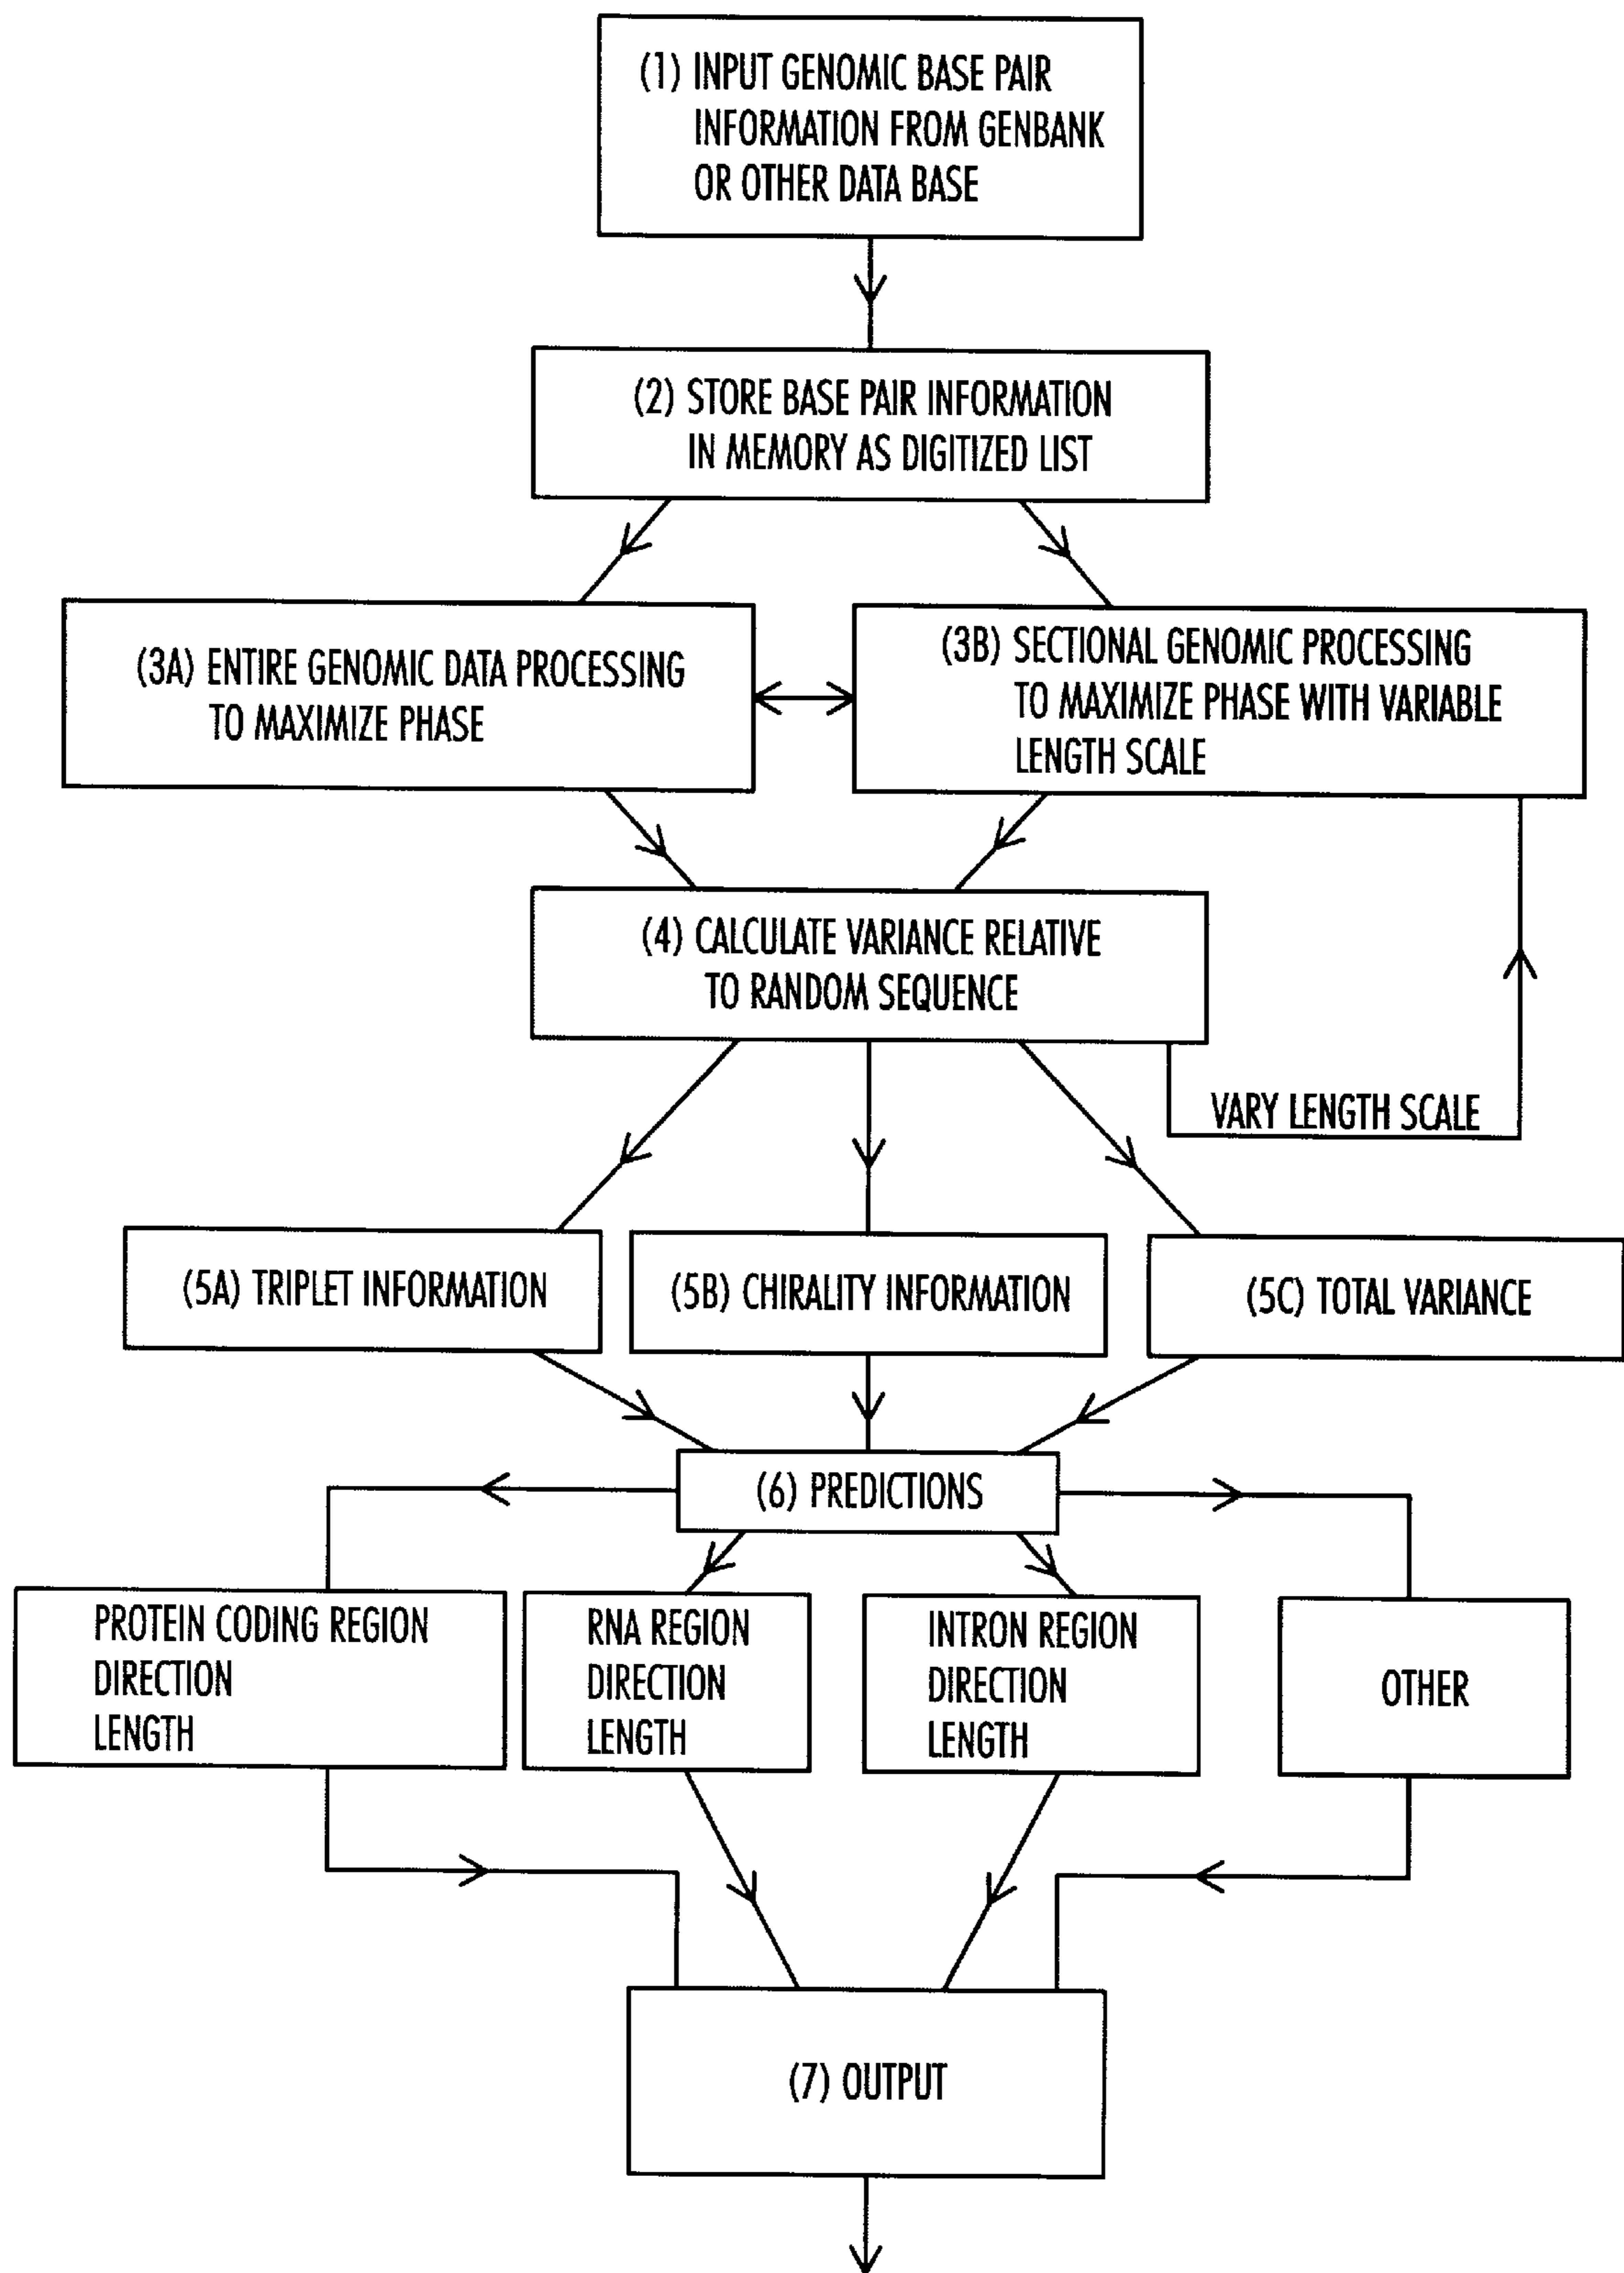 (1) INPUT GENOMIC BASE PAIR
INFORMATION FROM GENBANK
OR OTHER DATA BASE
(2) STORE BASE PAIR INFORMATION
IN MEMORY AS DIGITIZED LIST
(3A) ENTIRE GENOMIC DATA PROCESSING
TO MAXIMIZE PHASE
(3B) SECTIONAL GENOMIC PROCESSING
TO MAXIMIZE PHASE WITH VARIABLE
LENGTH SCALE
(4) CALCULATE VARIANCE RELATIVE
TO RANDOM SEQUENCE
VARY LENGTH SCALE
(5A) TRIPLET INFORMATION
(5B) CHIRALITY INFORMATION
(5C) TOTAL VARIANCE
(6) PREDICTIONS
PROTEIN CODING REGION
DIRECTION
LENGTH
RNA REGION
DIRECTION
LENGTH
INTRON REGION
DIRECTION
LENGTH
OTHER
(7) OUTPUT